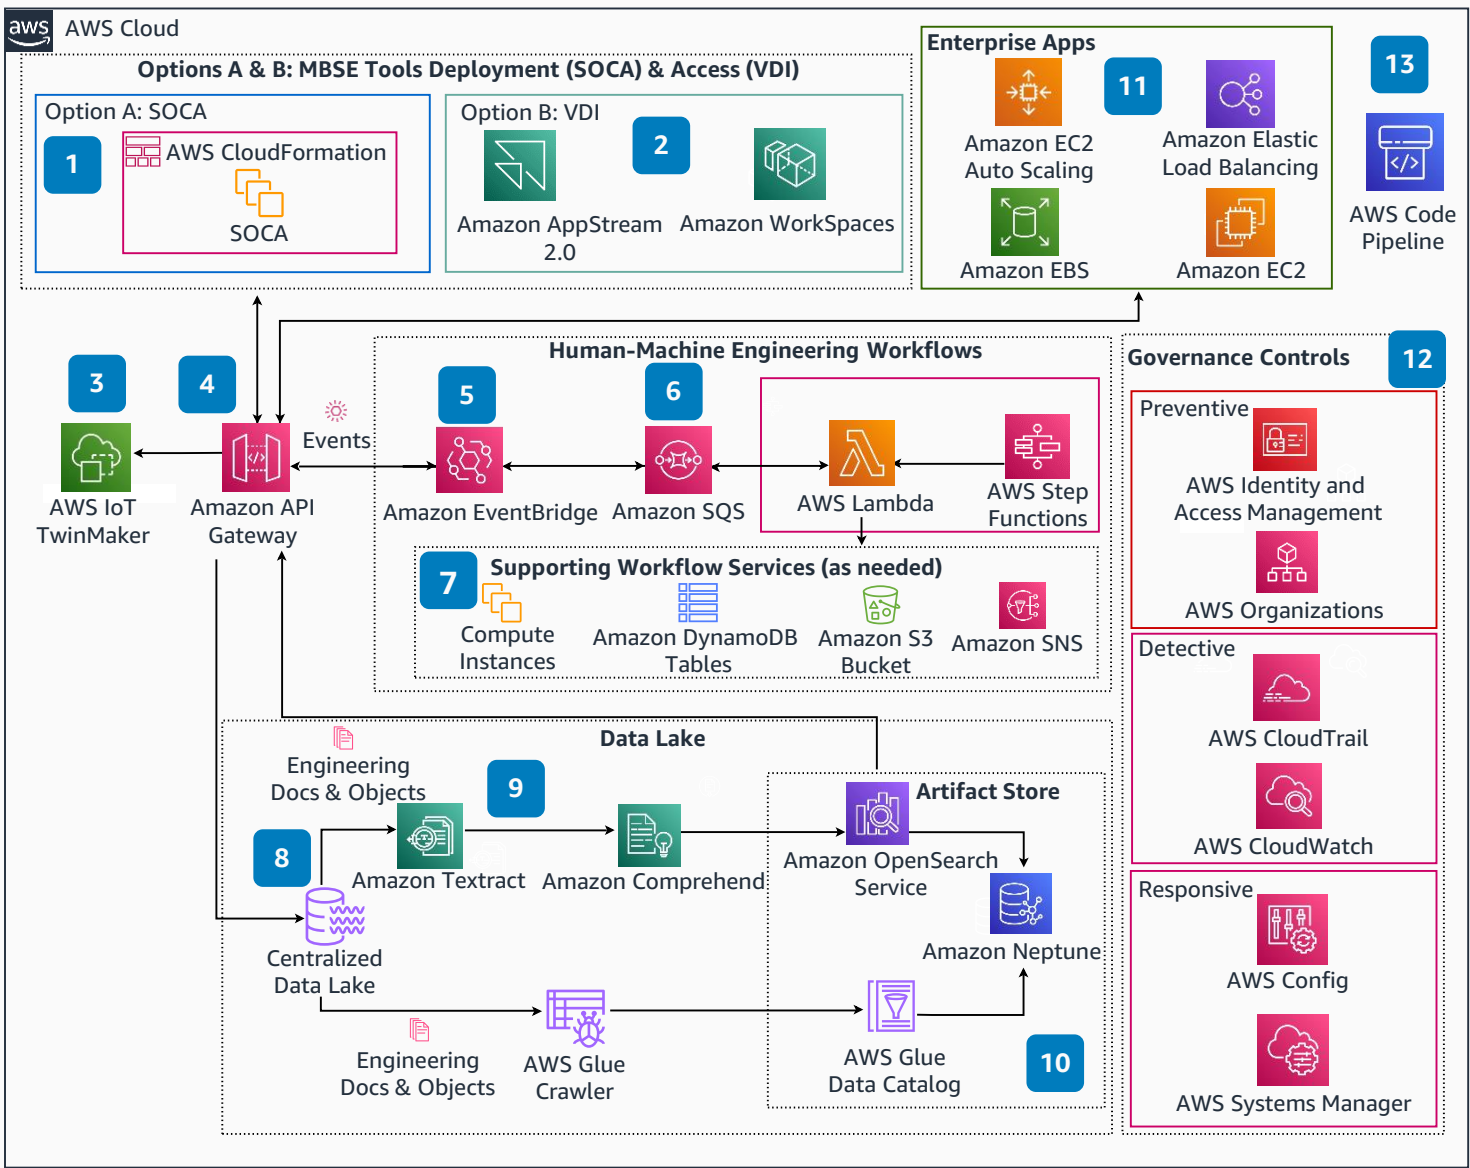 aws
AWS Cloud
Options A & B: MBSE Tools Deployment (SOCA) & Access (VDI)
Option A: SOCA
1
AWS CloudFormation
SOCA
Option B: VDI
2
Amazon AppStream
2.0
Amazon WorkSpaces
Enterprise Apps
11
Amazon EC2
Auto Scaling
Amazon Elastic
Load Balancing
Amazon EBS
Amazon EC2
13
AWS Code
Pipeline
3
AWS IoT
TwinMaker
4
Amazon API
Gateway
Events
Human-Machine Engineering Workflows
5
Amazon EventBridge
6
Amazon SQS
AWS Lambda
AWS Step
Functions
7
Supporting Workflow Services (as needed)
Compute
Instances
Amazon DynamoDB
Tables
Amazon S3
Bucket
Amazon SNS
Governance Controls
12
Preventive
AWS Identity and
Access Management
AWS Organizations
Detective
AWS CloudTrail
AWS CloudWatch
Responsive
AWS Config
AWS Systems Manager
Data Lake
Engineering
Docs & Objects
9
8
Amazon Textract
Amazon Comprehend
Centralized
Data Lake
Engineering
Docs & Objects
AWS Glue
Crawler
Artifact Store
Amazon OpenSearch
Service
Amazon Neptune
AWS Glue
Data Catalog
10